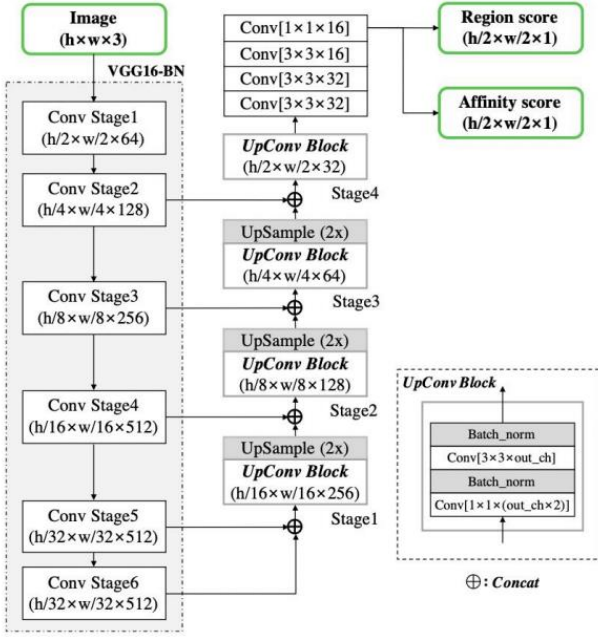 Image
(h×w×3)
VGG16-BN
Conv Stage1
(h/2×w/2×64)
Conv Stage2
(h/4×w/4×128)
Conv Stage3
(h/8×w/8×256)
Conv Stage4
(h/16×w/16×512)
Conv Stage5
(h/32×w/32×512)
Conv Stage6
(h/32×w/32×512)
Conv[1×1×16]
Conv[3×3×16]
Conv[3×3×32]
Conv[3×3×32]
UpConv Block
(h/2×w/2×32)
Stage4
UpSample (2x)
UpConv Block
(h/4×w/4×64)
Stage3
UpSample (2x)
UpConv Block
(h/8×w/8×128)
Stage2
UpSample (2x)
UpConv Block
(h/16×w/16×256)
Stage1
Region score
(h/2×w/2×1)
Affinity score
(h/2×w/2×1)
UpConv Block
Batch_norm
Conv[3×3×out_ch]
Batch_norm
Conv[1×1×(out_ch×2)]
⊕: Concat